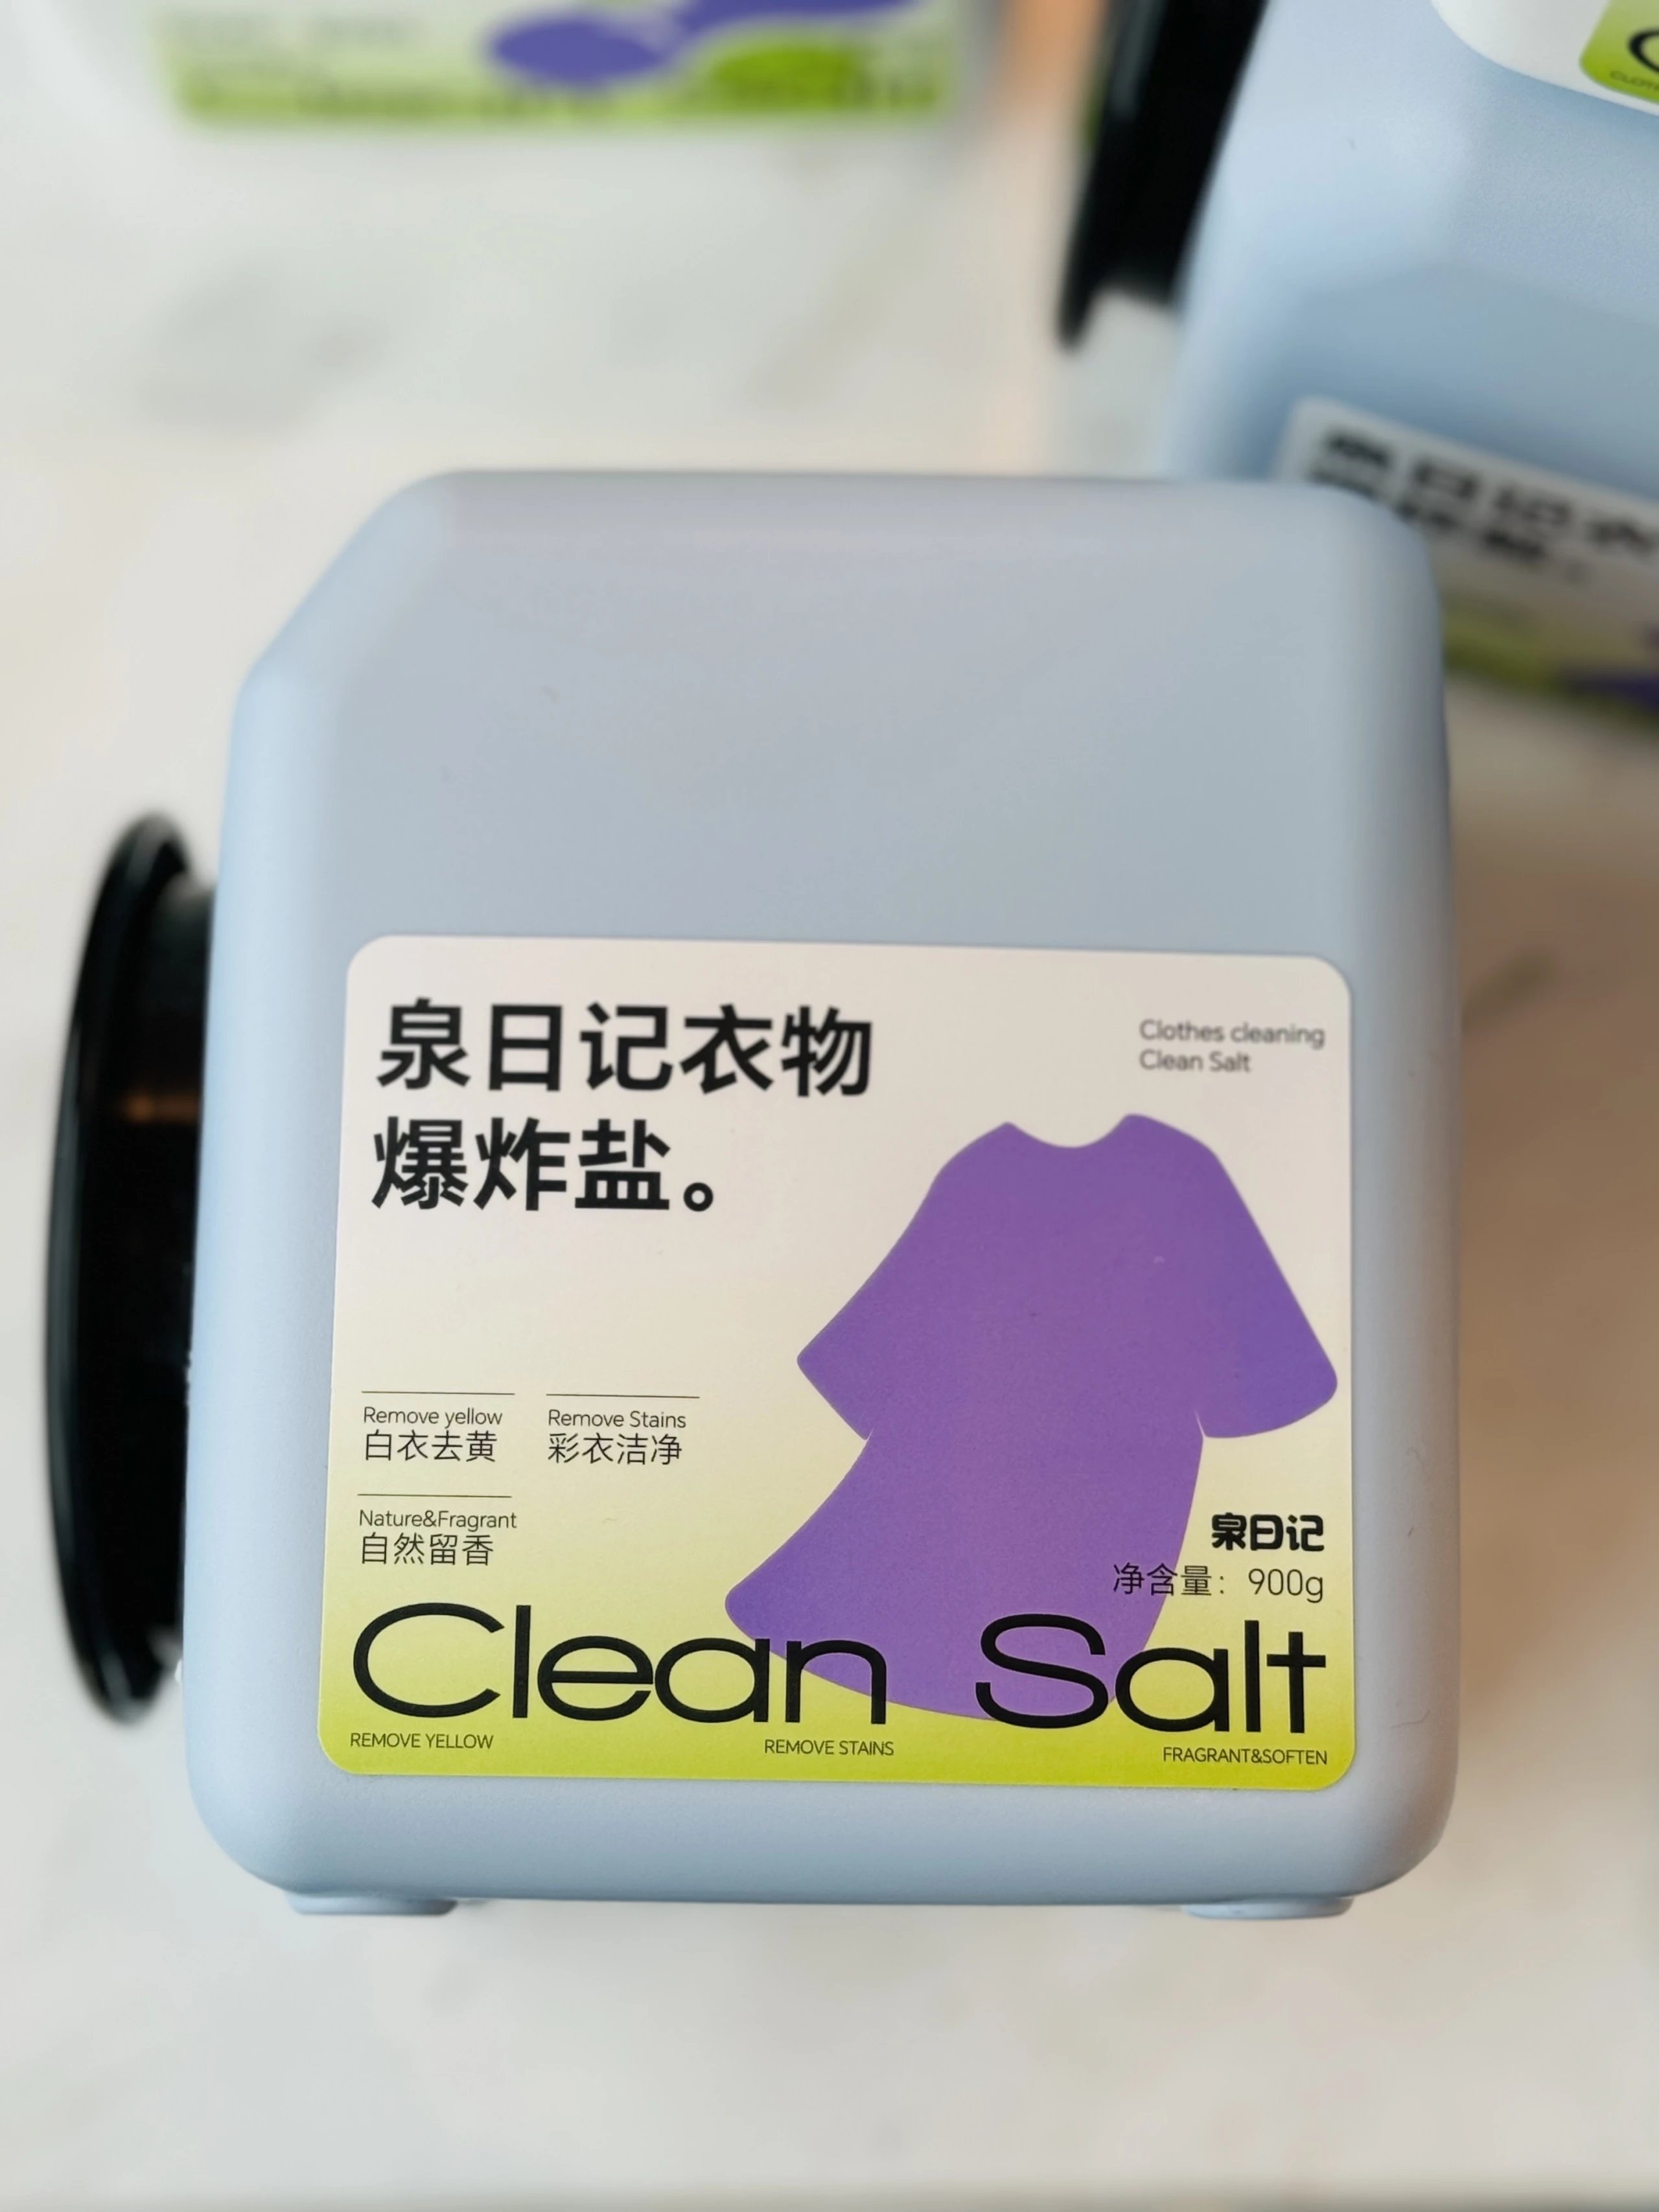 泉日记衣物
爆炸盐。
Clothes cleaning
Clean Salt
Remove yellow
白衣去黄
Remove Stains
彩衣洁净
Nature&Fragrant
自然留香
泉日记
净含量：900g
Clean Salt
REMOVE YELLOW
REMOVE STAINS
FRAGRANT&SOFTEN